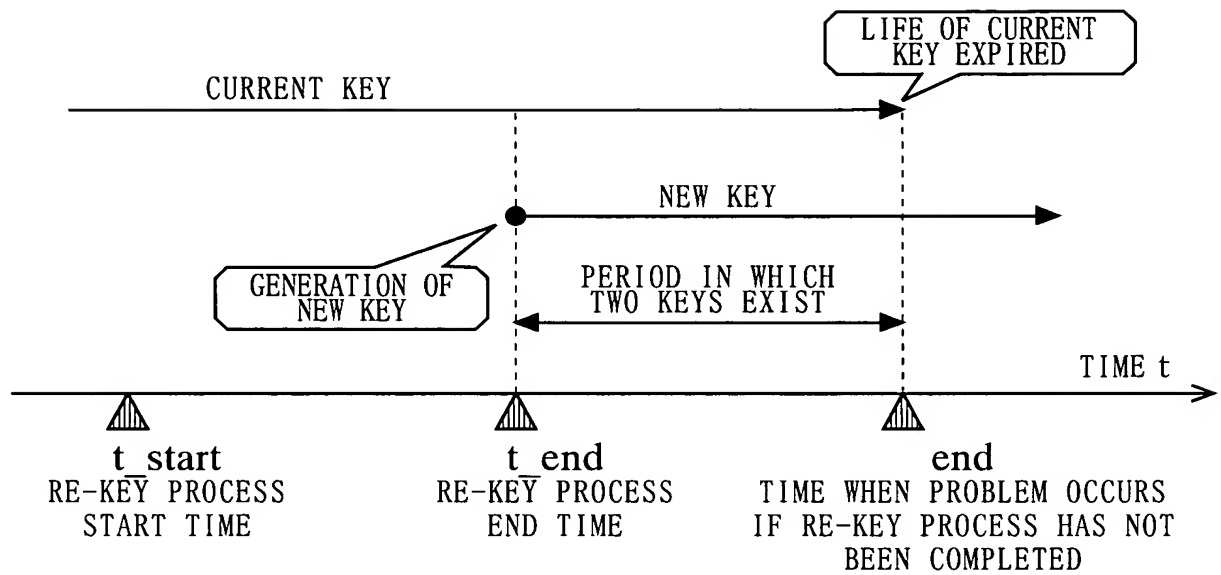 LIFE OF CURRENT
KEY EXPIRED
CURRENT KEY
NEW KEY
GENERATION OF
NEW KEY
PERIOD IN WHICH
TWO KEYS EXIST
TIME t
t_start
RE-KEY PROCESS
START TIME
t_end
RE-KEY PROCESS
END TIME
end
TIME WHEN PROBLEM OCCURS
IF RE-KEY PROCESS HAS NOT
BEEN COMPLETED